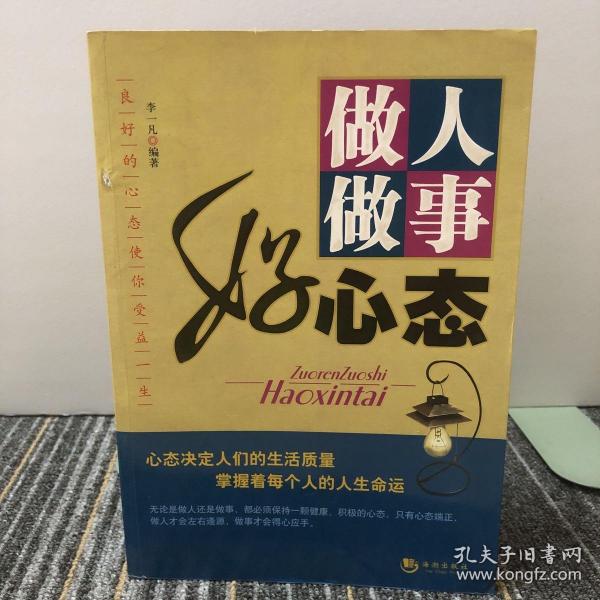 做人
做事
好心态
ZuorenZuoshi
Haoxintai
李一凡◎编著
良好的心态使你受益一生
心态决定人们的生活质量
掌握着每个人的人生命运
无论是做人还是做事，都必须保持一颗健康、积极的心态。只有心态端正，
做人才会左右逢源，做事才会得心应手。
海潮出版社
孔夫子旧书网
www.kongfz.com